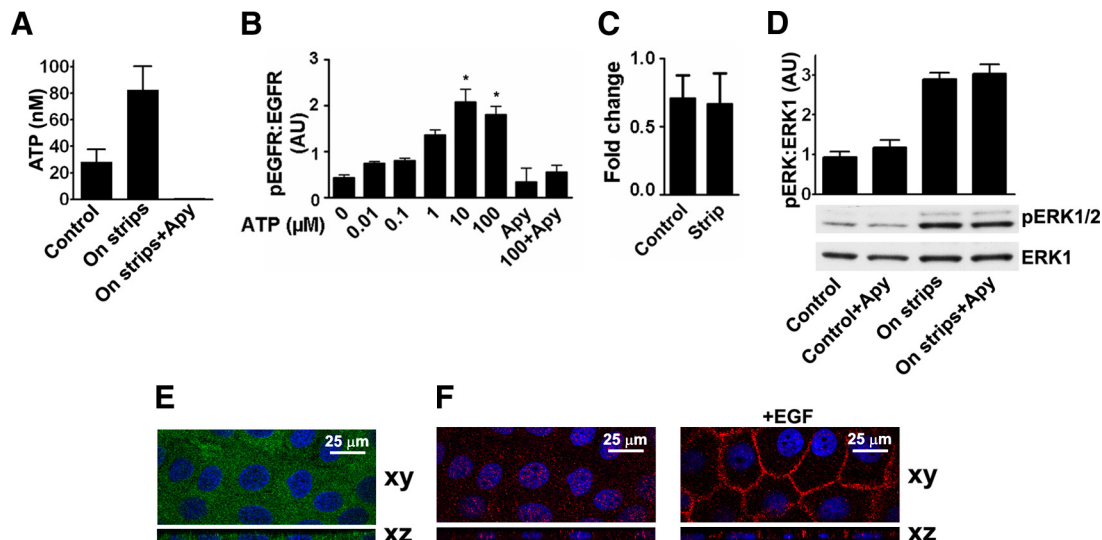 A
ATP (nM)
100
80
60
40
20
0
Control
On strips
On strips+Apy
B
pEGFR:EGFR
(AU)
3
2
1
0
*
*
ATP (µM)
0
0.01
0.1
1
10
100
Apy
100+Apy
C
Fold change
1.0
0.5
0.0
Control
Strip
D
pERK:ERK1 (AU)
3
2
1
0
pERK1/2
ERK1
Control
Control+Apy
On strips
On strips+Apy
E
25 µm
xy
xz
F
25 µm
+EGF
25 µm
xy
xz